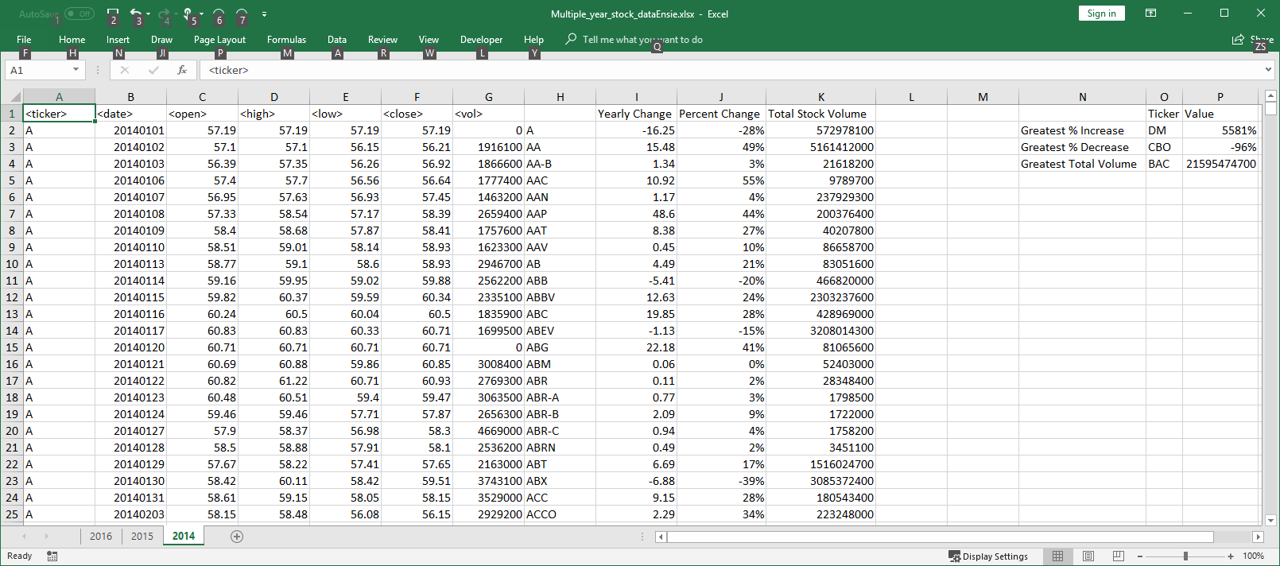 AutoSave Off 1 2 3 4 5 6 7 Multiple_year_stock_dataEnsie.xlsx - Excel Sign in
File Home Insert Draw Page Layout Formulas Data Review View Developer Help Tell me what you want to do Share
F H N JI P M A R W L Y Q ZS
A1 fx <ticker>
A B C D E F G H I J K L M N O P
1 <ticker> <date> <open> <high> <low> <close> <vol> Yearly Change Percent Change Total Stock Volume Ticker Value
2 A 20140101 57.19 57.19 57.19 57.19 0 A -16.25 -28% 572978100 Greatest % Increase DM 5581%
3 A 20140102 57.1 57.1 56.15 56.21 1916100 AA 15.48 49% 5161412000 Greatest % Decrease CBO -96%
4 A 20140103 56.39 57.35 56.26 56.92 1866600 AA-B 1.34 3% 21618200 Greatest Total Volume BAC 21595474700
5 A 20140106 57.4 57.7 56.56 56.64 1777400 AAC 10.92 55% 9789700
6 A 20140107 56.95 57.63 56.93 57.45 1463200 AAN 1.17 4% 237929300
7 A 20140108 57.33 58.54 57.17 58.39 2659400 AAP 48.6 44% 200376400
8 A 20140109 58.4 58.68 57.87 58.41 1757600 AAT 8.38 27% 40207800
9 A 20140110 58.51 59.01 58.14 58.93 1623300 AAV 0.45 10% 86658700
10 A 20140113 58.77 59.1 58.6 58.93 2946700 AB 4.49 21% 83051600
11 A 20140114 59.16 59.95 59.02 59.88 2562200 ABB -5.41 -20% 466820000
12 A 20140115 59.82 60.37 59.59 60.34 2335100 ABBV 12.63 24% 2303237600
13 A 20140116 60.24 60.5 60.04 60.5 1835900 ABC 19.85 28% 428969000
14 A 20140117 60.83 60.83 60.33 60.71 1699500 ABEV -1.13 -15% 3208014300
15 A 20140120 60.71 60.71 60.71 60.71 0 ABG 22.18 41% 81065600
16 A 20140121 60.69 60.88 59.86 60.85 3008400 ABM 0.06 0% 52403000
17 A 20140122 60.82 61.22 60.71 60.93 2769300 ABR 0.11 2% 28348400
18 A 20140123 60.48 60.51 59.4 59.47 3063500 ABR-A 0.77 3% 1798500
19 A 20140124 59.46 59.46 57.71 57.87 2656300 ABR-B 2.09 9% 1722000
20 A 20140127 57.9 58.37 56.98 58.3 4669000 ABR-C 0.94 4% 1758200
21 A 20140128 58.5 58.88 57.91 58.1 2536200 ABRN 0.49 2% 3451100
22 A 20140129 57.67 58.22 57.41 57.65 2163000 ABT 6.69 17% 1516024700
23 A 20140130 58.42 60.11 58.42 59.51 3743100 ABX -6.88 -39% 3085372400
24 A 20140131 58.61 59.15 58.05 58.15 3529000 ACC 9.15 28% 180543400
25 A 20140203 58.15 58.48 56.08 56.15 2929200 ACCO 2.29 34% 223248000
2016 2015 2014
Ready Display Settings 100%